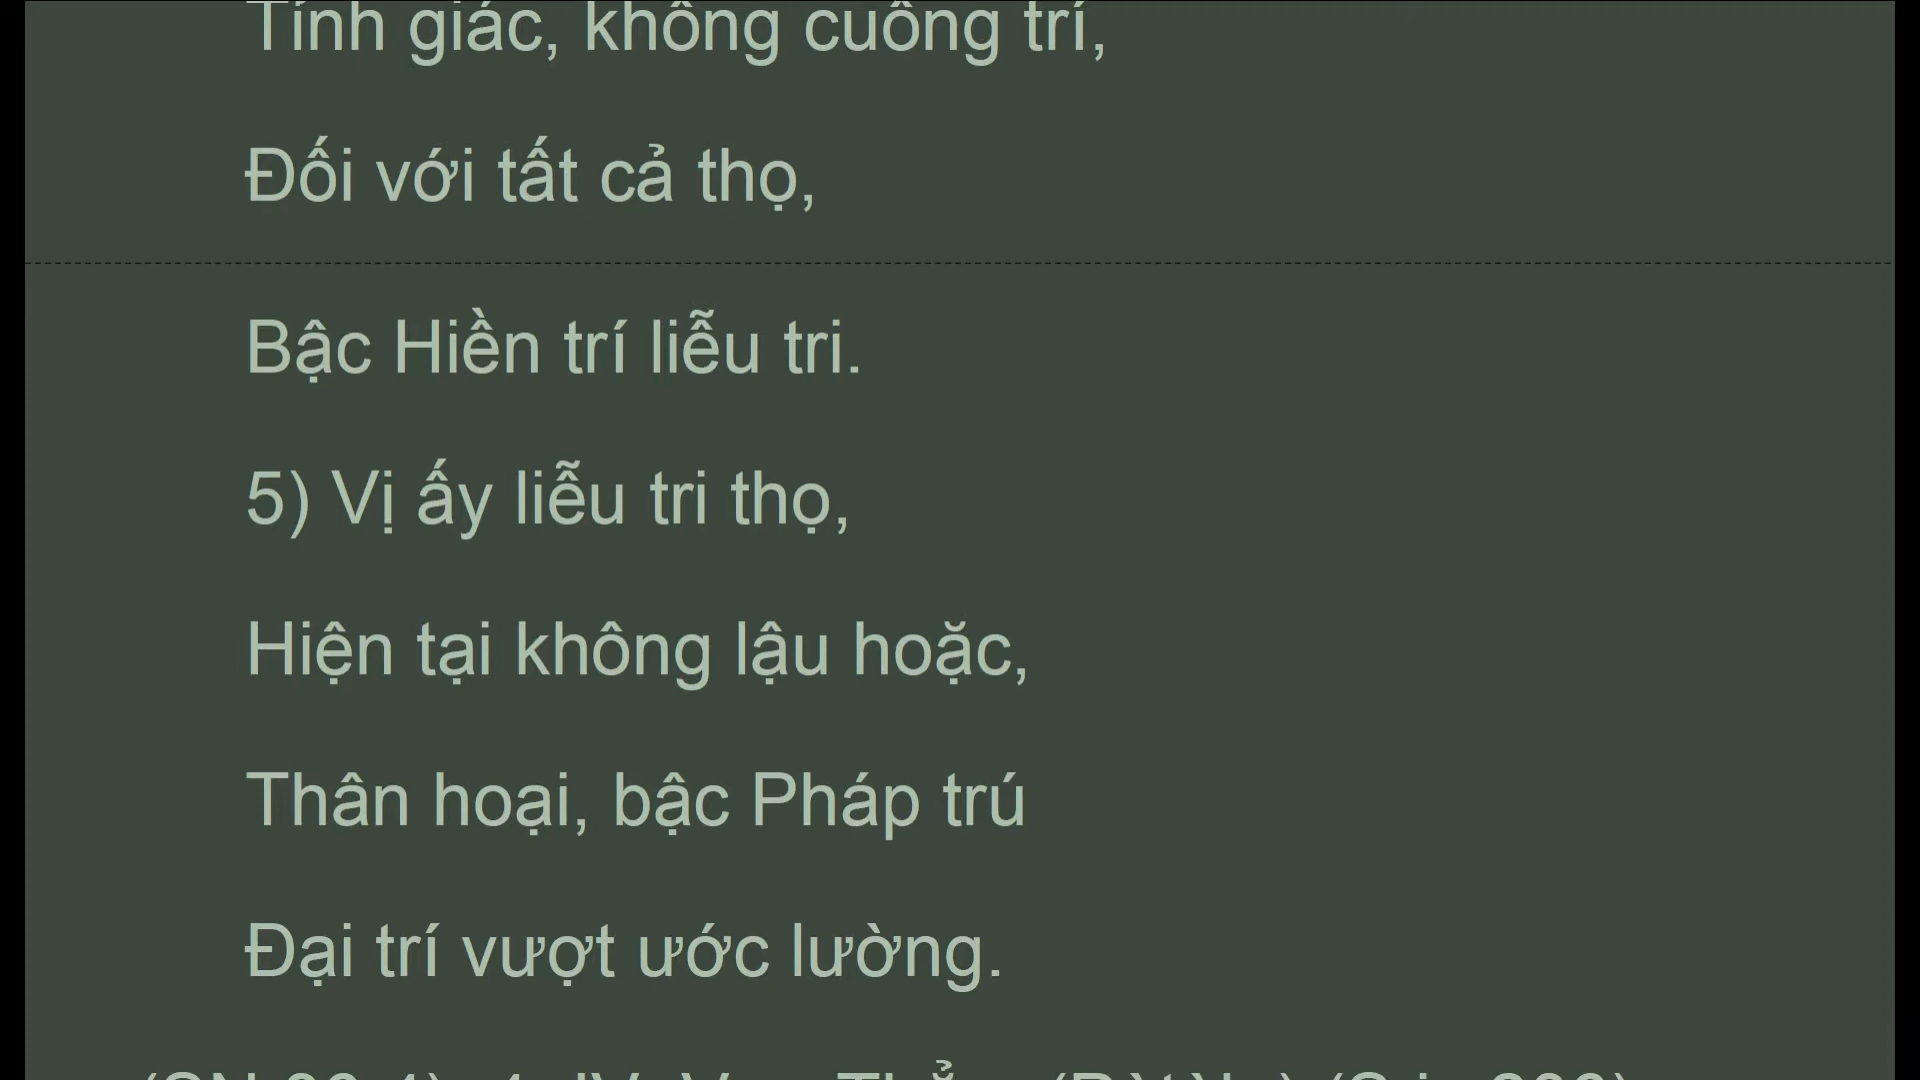 Tỉnh giác, không cuồng trí,
Đối với tất cả thọ,
Bậc Hiền trí liễu tri.
5) Vị ấy liễu tri thọ,
Hiện tại không lậu hoặc,
Thân hoại, bậc Pháp trú
Đại trí vượt ước lường.